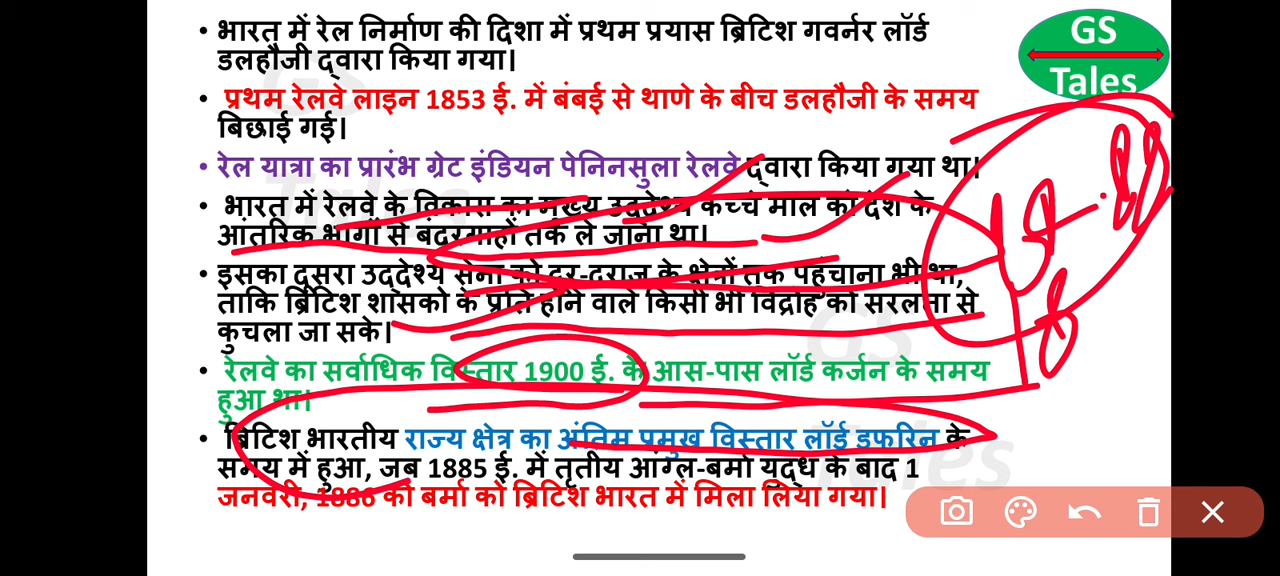 GS
Tales
• भारत में रेल निर्माण की दिशा में प्रथम प्रयास ब्रिटिश गवर्नर लॉर्ड
डलहौजी द्वारा किया गया।
• प्रथम रेलवे लाइन 1853 ई. में बंबई से थाणे के बीच डलहौजी के समय
बिछाई गई।
• रेल यात्रा का प्रारंभ ग्रेट इंडियन पेनिनसुला रेलवे द्वारा किया गया था।
• भारत में रेलवे के विकास का मुख्य उद्देश्य कच्चे माल को देश के
आंतरिक भागों से बंदरगाहों तक ले जाना था।
• इसका दूसरा उद्देश्य सेना को दूर-दराज के क्षेत्रों तक पहुंचाना भी था,
ताकि ब्रिटिश शासको के प्रति होने वाले किसी भी विद्रोह को सरलता से
कुचला जा सके।
• रेलवे का सर्वाधिक विस्तार 1900 ई. के आस-पास लॉर्ड कर्जन के समय
हुआ था।
• ब्रिटिश भारतीय राज्य क्षेत्र का अंतिम प्रमुख विस्तार लॉर्ड डफरिन के
समय में हुआ, जब 1885 ई. में तृतीय आंग्ल-बर्मा युद्ध के बाद 1
जनवरी, 1886 को बर्मा को ब्रिटिश भारत में मिला लिया गया।
GS
Tales